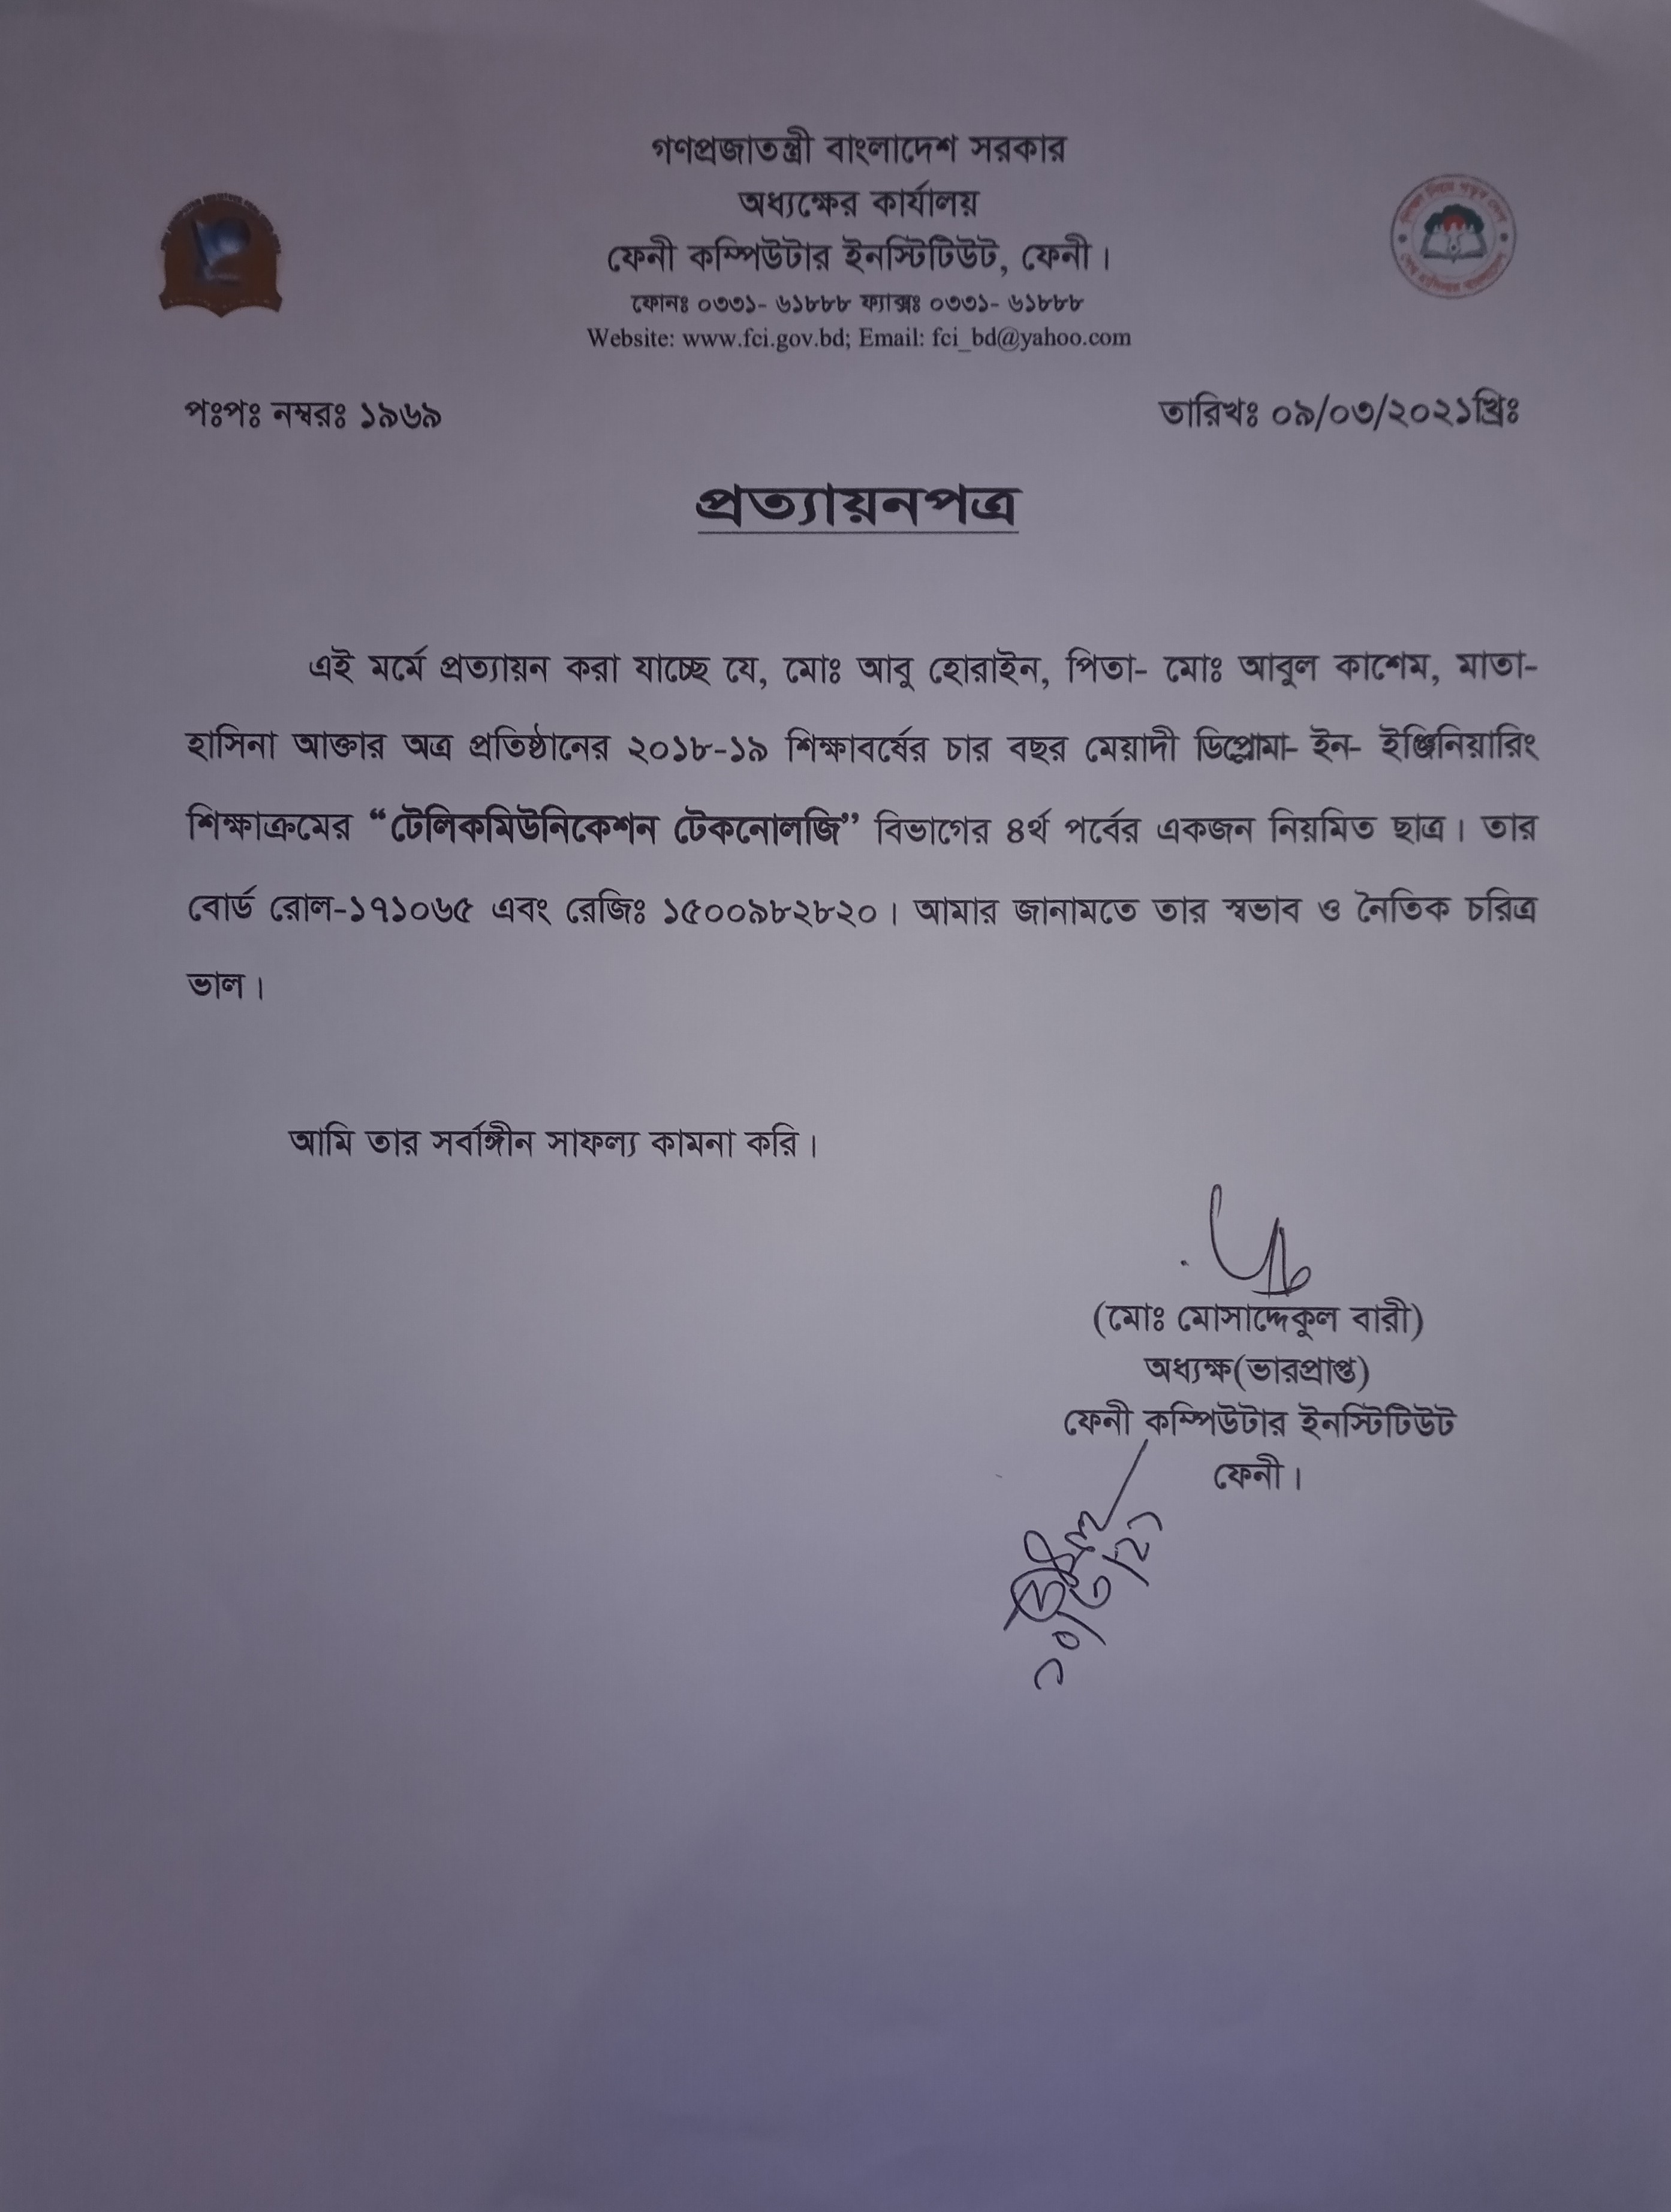 গণপ্রজাতন্ত্রী বাংলাদেশ সরকার
অধ্যক্ষের কার্যালয়
ফেনী কম্পিউটার ইনস্টিটিউট, ফেনী।
ফোনঃ ০৩৩১- ৬১৮৮৮ ফ্যাক্সঃ ০৩৩১- ৬১৮৮৮
Website: www.fci.gov.bd; Email: fci_bd@yahoo.com
পঃপঃ নম্বরঃ ১৯৬৯
তারিখঃ ০৯/০৩/২০২১খ্রিঃ
প্রত্যায়নপত্র
এই মর্মে প্রত্যায়ন করা যাচ্ছে যে, মোঃ আবু হোরাইন, পিতা- মোঃ আবুল কাশেম, মাতা-
হাসিনা আক্তার অত্র প্রতিষ্ঠানের ২০১৮-১৯ শিক্ষাবর্ষের চার বছর মেয়াদী ডিপ্লোমা- ইন- ইঞ্জিনিয়ারিং
শিক্ষাক্রমের “টেলিকমিউনিকেশন টেকনোলজি” বিভাগের ৪র্থ পর্বের একজন নিয়মিত ছাত্র। তার
বোর্ড রোল-১৭১০৬৫ এবং রেজিঃ ১৫০০৯৮২৮২০। আমার জানামতে তার স্বভাব ও নৈতিক চরিত্র
ভাল।
আমি তার সর্বাঙ্গীন সাফল্য কামনা করি।
(মোঃ মোসাদ্দেকুল বারী)
অধ্যক্ষ(ভারপ্রাপ্ত)
ফেনী কম্পিউটার ইনস্টিটিউট
ফেনী।
১০/৩/২১